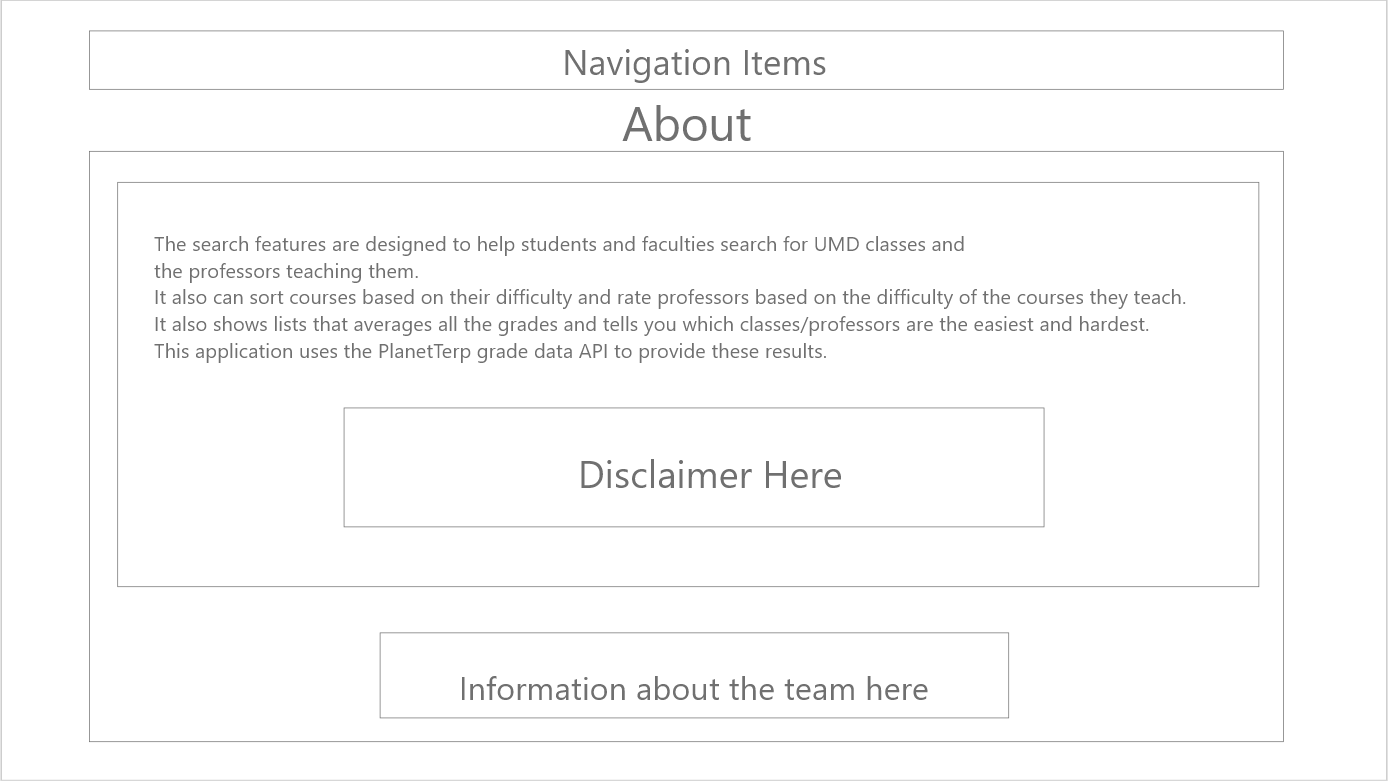 Navigation Items
About
The search features are designed to help students and faculties search for UMD classes and
the professors teaching them.
It also can sort courses based on their difficulty and rate professors based on the difficulty of the courses they teach.
It also shows lists that averages all the grades and tells you which classes/professors are the easiest and hardest.
This application uses the PlanetTerp grade data API to provide these results.
Disclaimer Here
Information about the team here